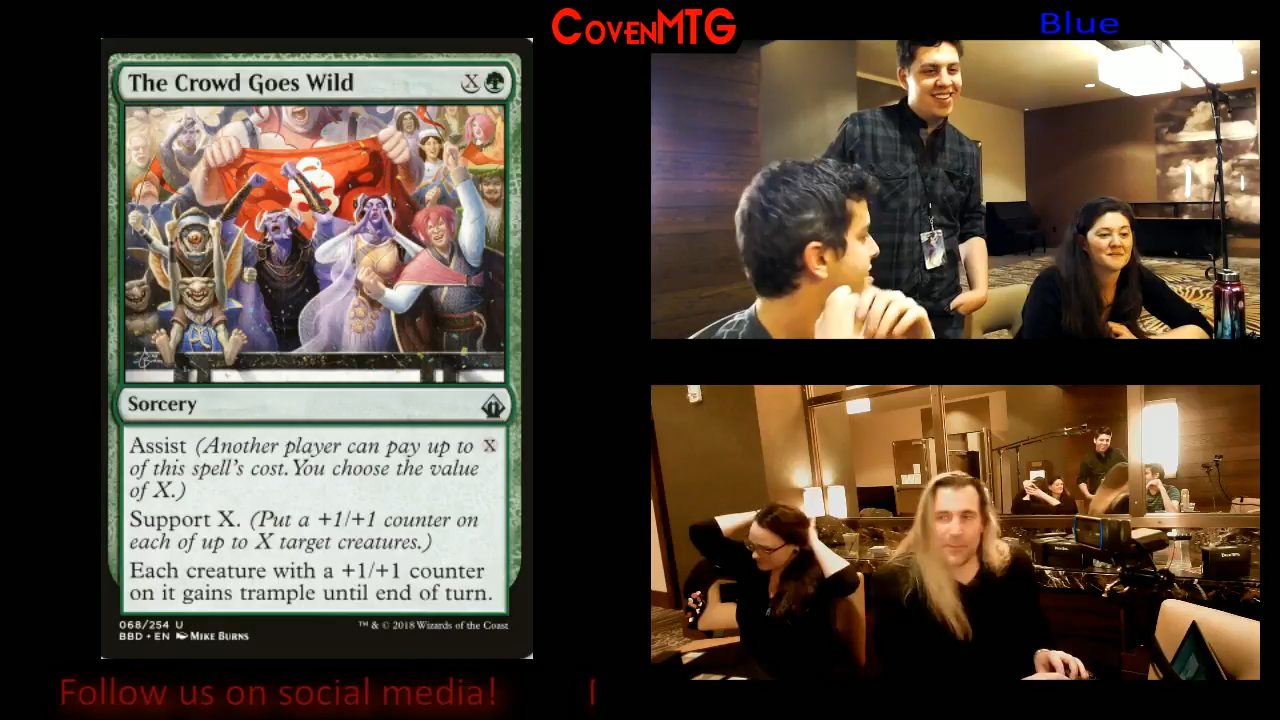 CovenMTG
Blue
The Crowd Goes Wild X
Sorcery
Assist (Another player can pay up to X
of this spell's cost. You choose the value
of X.)
Support X. (Put a +1/+1 counter on
each of up to X target creatures.)
Each creature with a +1/+1 counter
on it gains trample until end of turn.
068/254 U
BBD • EN Mike Burns
™ & © 2018 Wizards of the Coast
Follow us on social media!